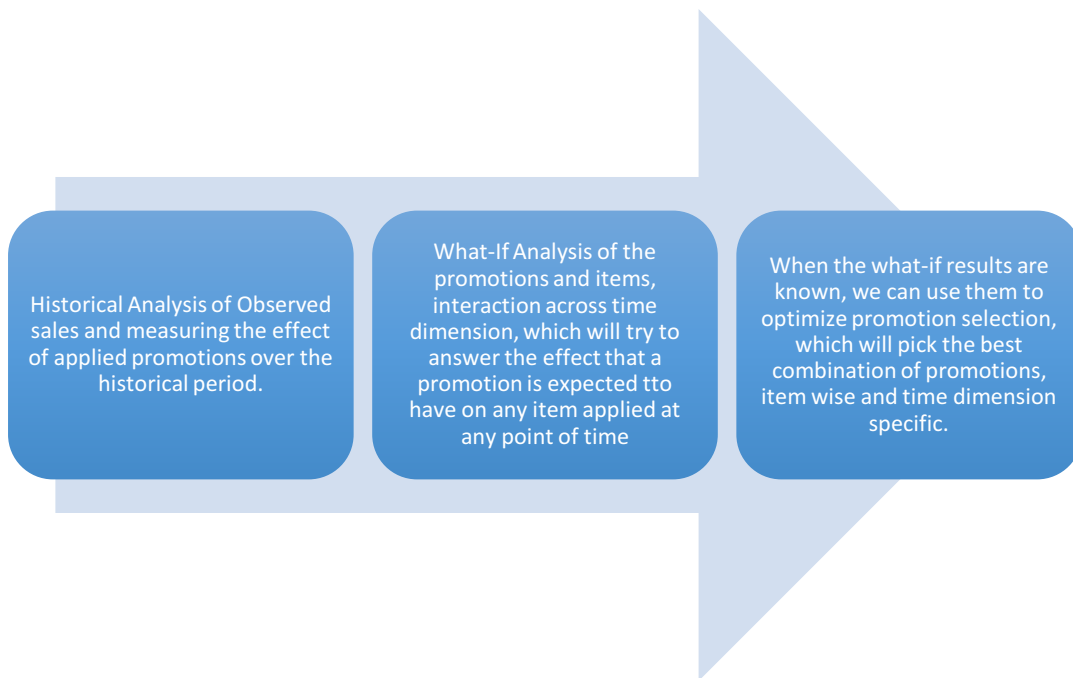 Historical Analysis of Observed
sales and measuring the effect
of applied promotions over the
historical period.
What-If Analysis of the
promotions and items,
interaction across time
dimension, which will try to
answer the effect that a
promotion is expected tto
have on any item applied at
any point of time
When the what-if results are
known, we can use them to
optimize promotion selection,
which will pick the best
combination of promotions,
item wise and time dimension
specific.